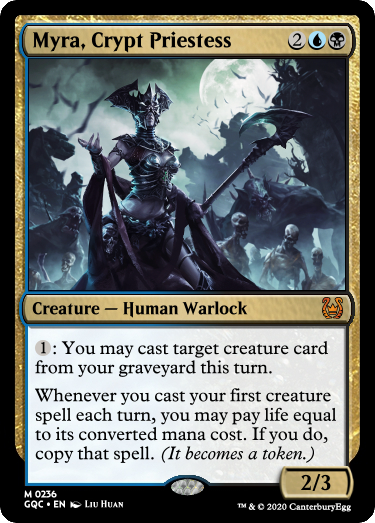 Myra, Crypt Priestess 2
Creature — Human Warlock
1: You may cast target creature card
from your graveyard this turn.
Whenever you cast your first creature
spell each turn, you may pay life equal
to its converted mana cost. If you do,
copy that spell. (It becomes a token.)
2/3
M 0236
GQC • EN Liu Huan
™ & © 2020 CanterburyEgg